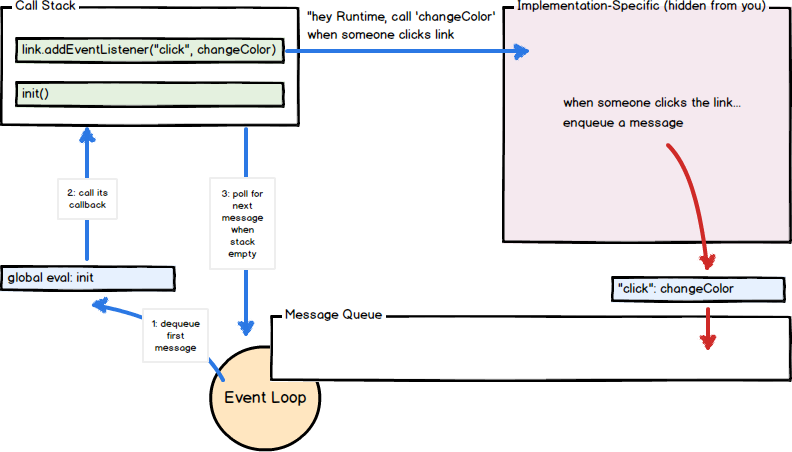 Call Stack
link.addEventListener("click", changeColor)
init()
"hey Runtime, call 'changeColor'
when someone clicks link
Implementation-Specific (hidden from you)
when someone clicks the link...
enqueue a message
2: call its
callback
3: poll for
next
message
when
stack
empty
global eval: init
"click": changeColor
1: dequeue
first
message
Message Queue
Event Loop